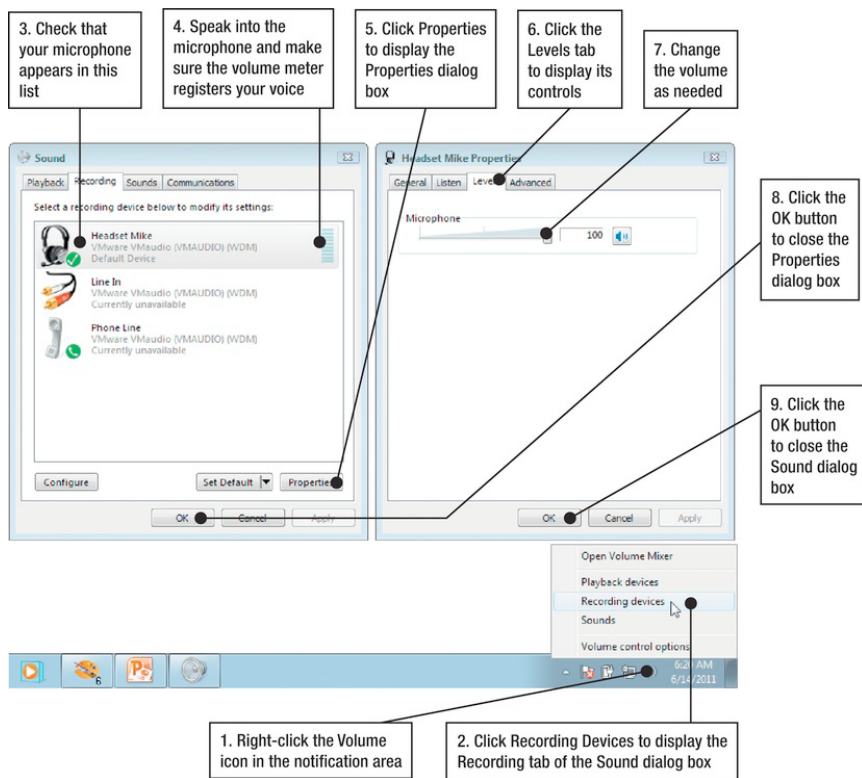 3. Check that
your microphone
appears in this
list
4. Speak into the
microphone and make
sure the volume meter
registers your voice
5. Click Properties
to display the
Properties dialog
box
6. Click the
Levels tab
to display its
controls
7. Change
the volume
as needed
Sound
Playback Recording Sounds Communications
Select a recording device below to modify its settings:
Headset Mike
VMware VMaudio (VMAUDIO) (WDM)
Default Device
Line In
VMware VMaudio (VMAUDIO) (WDM)
Currently unavailable
Phone Line
VMware VMaudio (VMAUDIO) (WDM)
Currently unavailable
Configure Set Default Properties
OK Cancel Apply
Headset Mike Properties
General Listen Levels Advanced
Microphone
100
OK Cancel Apply
8. Click the
OK button
to close the
Properties
dialog box
9. Click the
OK button
to close the
Sound dialog
box
Open Volume Mixer
Playback devices
Recording devices
Sounds
Volume control options
6
6:20 AM
6/14/2011
1. Right-click the Volume
icon in the notification area
2. Click Recording Devices to display the
Recording tab of the Sound dialog box